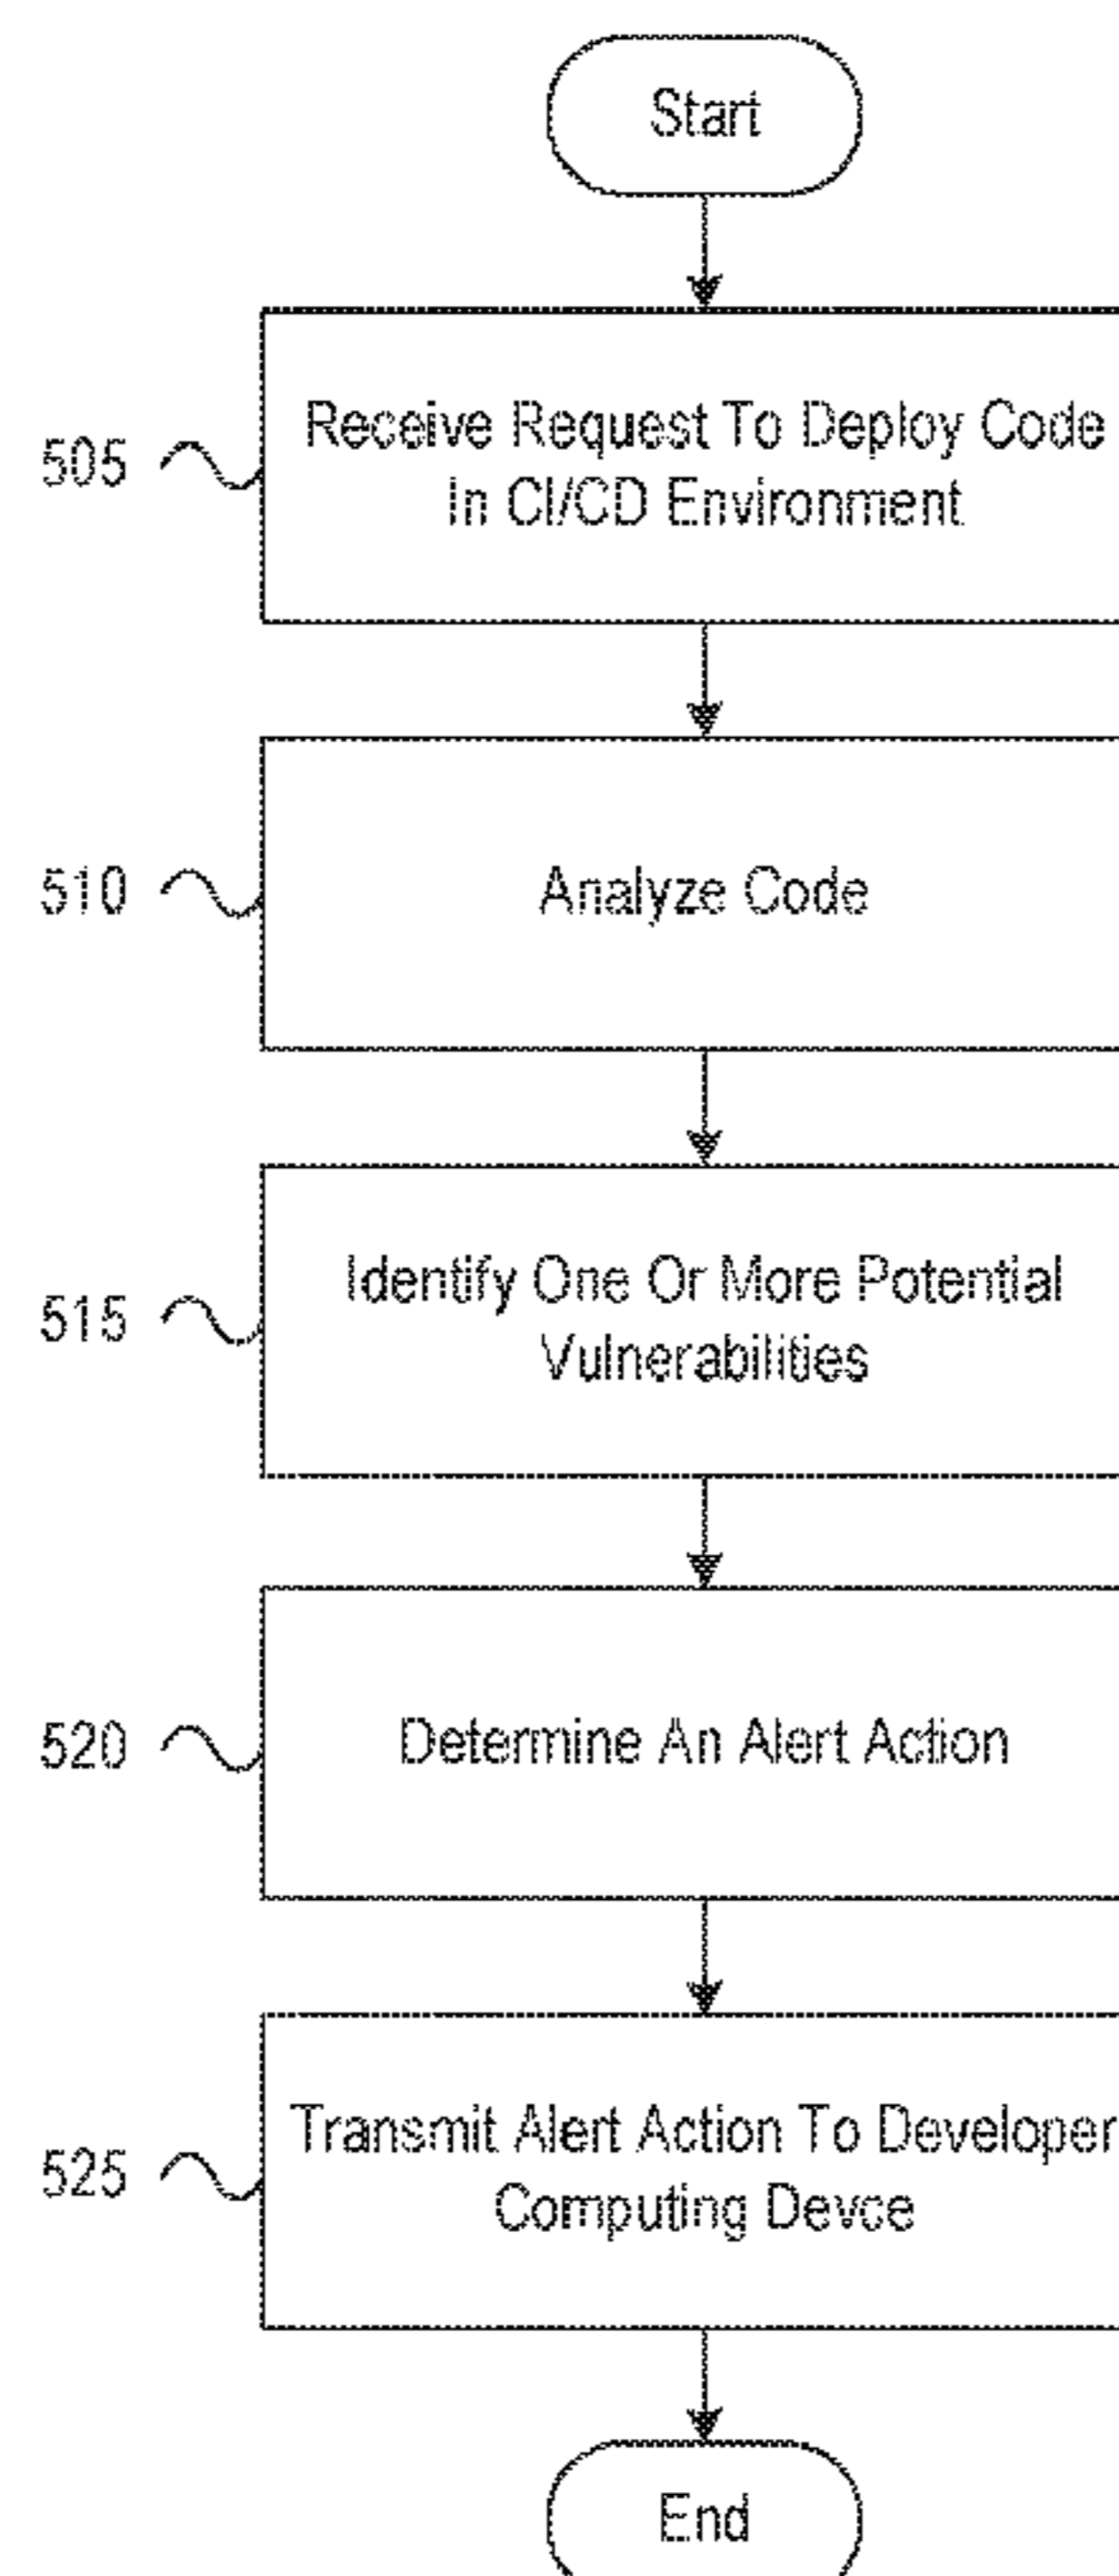 Start
505
Receive Request To Deploy Code
In CI/CD Environment
510
Analyze Code
515
Identify One Or More Potential
Vulnerabilities
520
Determine An Alert Action
525
Transmit Alert Action To Developer
Computing Devce
End